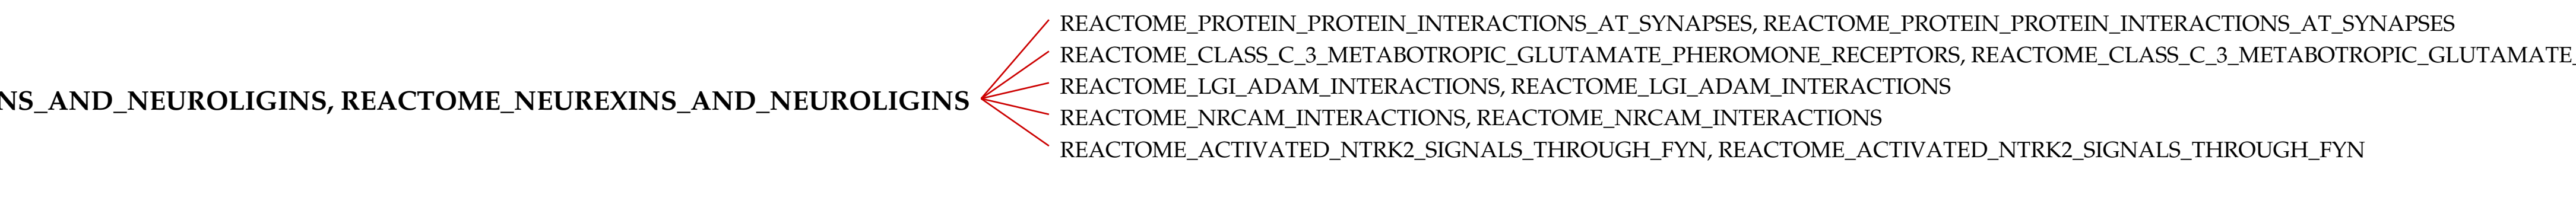 REACTOME_PROTEIN_PROTEIN_INTERACTIONS_AT_SYNAPSES, REACTOME_PROTEIN_PROTEIN_INTERACTIONS_AT_SYNAPSES
REACTOME_CLASS_C_3_METABOTROPIC_GLUTAMATE_PHEROMONE_RECEPTORS, REACTOME_CLASS_C_3_METABOTROPIC_GLUTAMATE_
REACTOME_LGI_ADAM_INTERACTIONS, REACTOME_LGI_ADAM_INTERACTIONS
NS_AND_NEUROLIGINS, REACTOME_NEUREXINS_AND_NEUROLIGINS
REACTOME_NRCAM_INTERACTIONS, REACTOME_NRCAM_INTERACTIONS
REACTOME_ACTIVATED_NTRK2_SIGNALS_THROUGH_FYN, REACTOME_ACTIVATED_NTRK2_SIGNALS_THROUGH_FYN